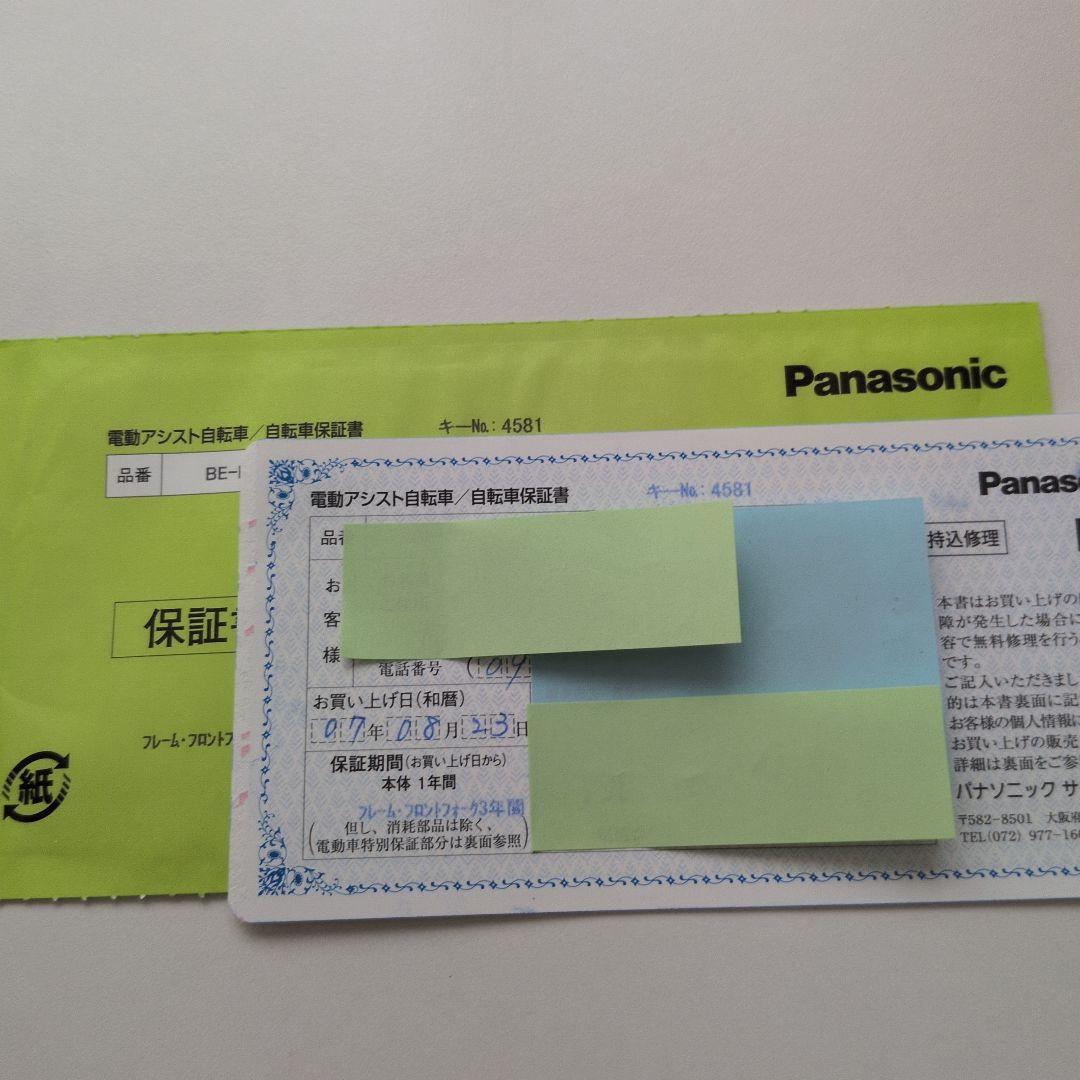 Panasonic
電動アシスト自転車／自転車保証書 キーNo.: 4581
品番 BE-
保証
フレーム・フロントフ
紙
電動アシスト自転車／自転車保証書 キーNo.: 4581 Panas
品番
持込修理
お
客
様
電話番号 (09
お買い上げ日(和暦)
07年08月23日
保証期間(お買い上げ日から)
本体 1年間
フレーム・フロントフォーク3年間
(但し、消耗部品は除く、
電動車特別保証部分は裏面参照)
本書はお買い上げの
障が発生した場合に
容で無料修理を行う
です。
ご記入いただきまし
的は本書裏面に記
お客様の個人情報に
お買い上げの販売
詳細は裏面をご参
パナソニック サ
〒582-8501 大阪府
TEL(072) 977-16